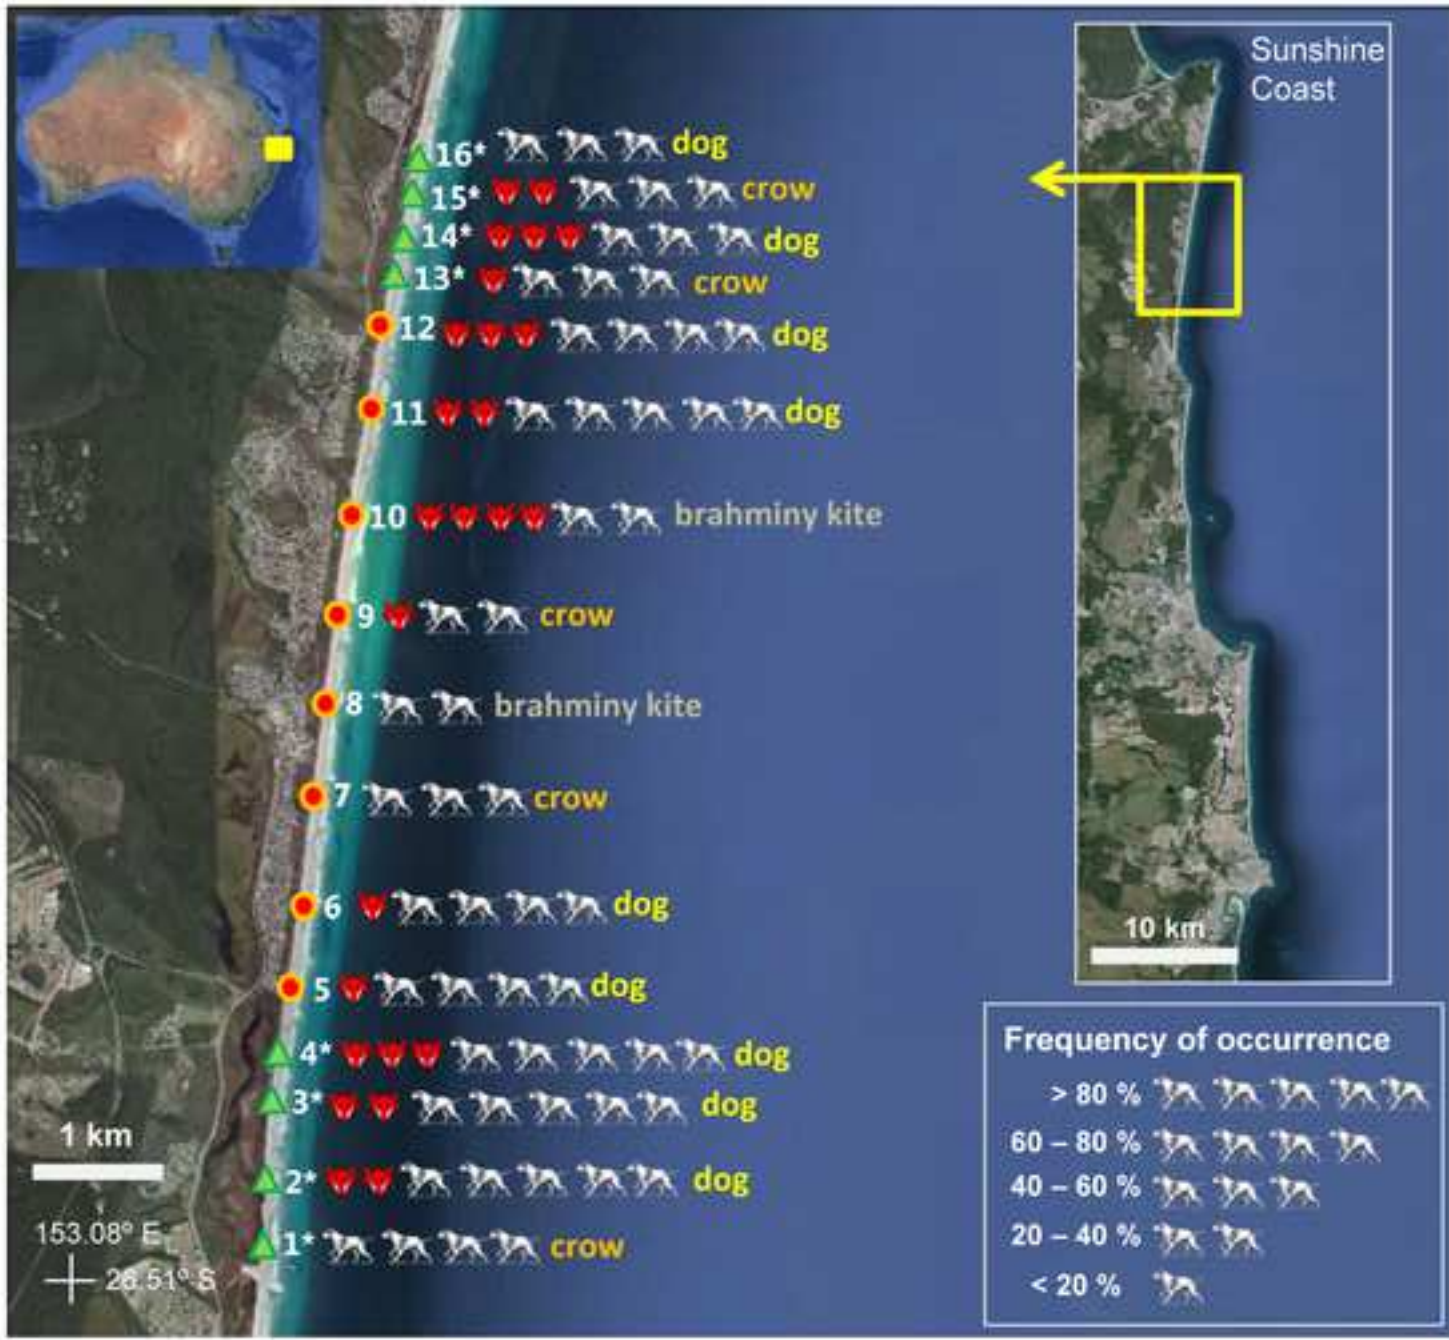 Sunshine
Coast
16* dog
15* crow
14* dog
13* crow
12 dog
11 dog
10 brahminy kite
9 crow
8 brahminy kite
7 crow
6 dog
5 dog
4* dog
3* dog
2* dog
1* crow
10 km
1 km
153.08° E
26.51° S
Frequency of occurrence
> 80 %
60 – 80 %
40 – 60 %
20 – 40 %
< 20 %